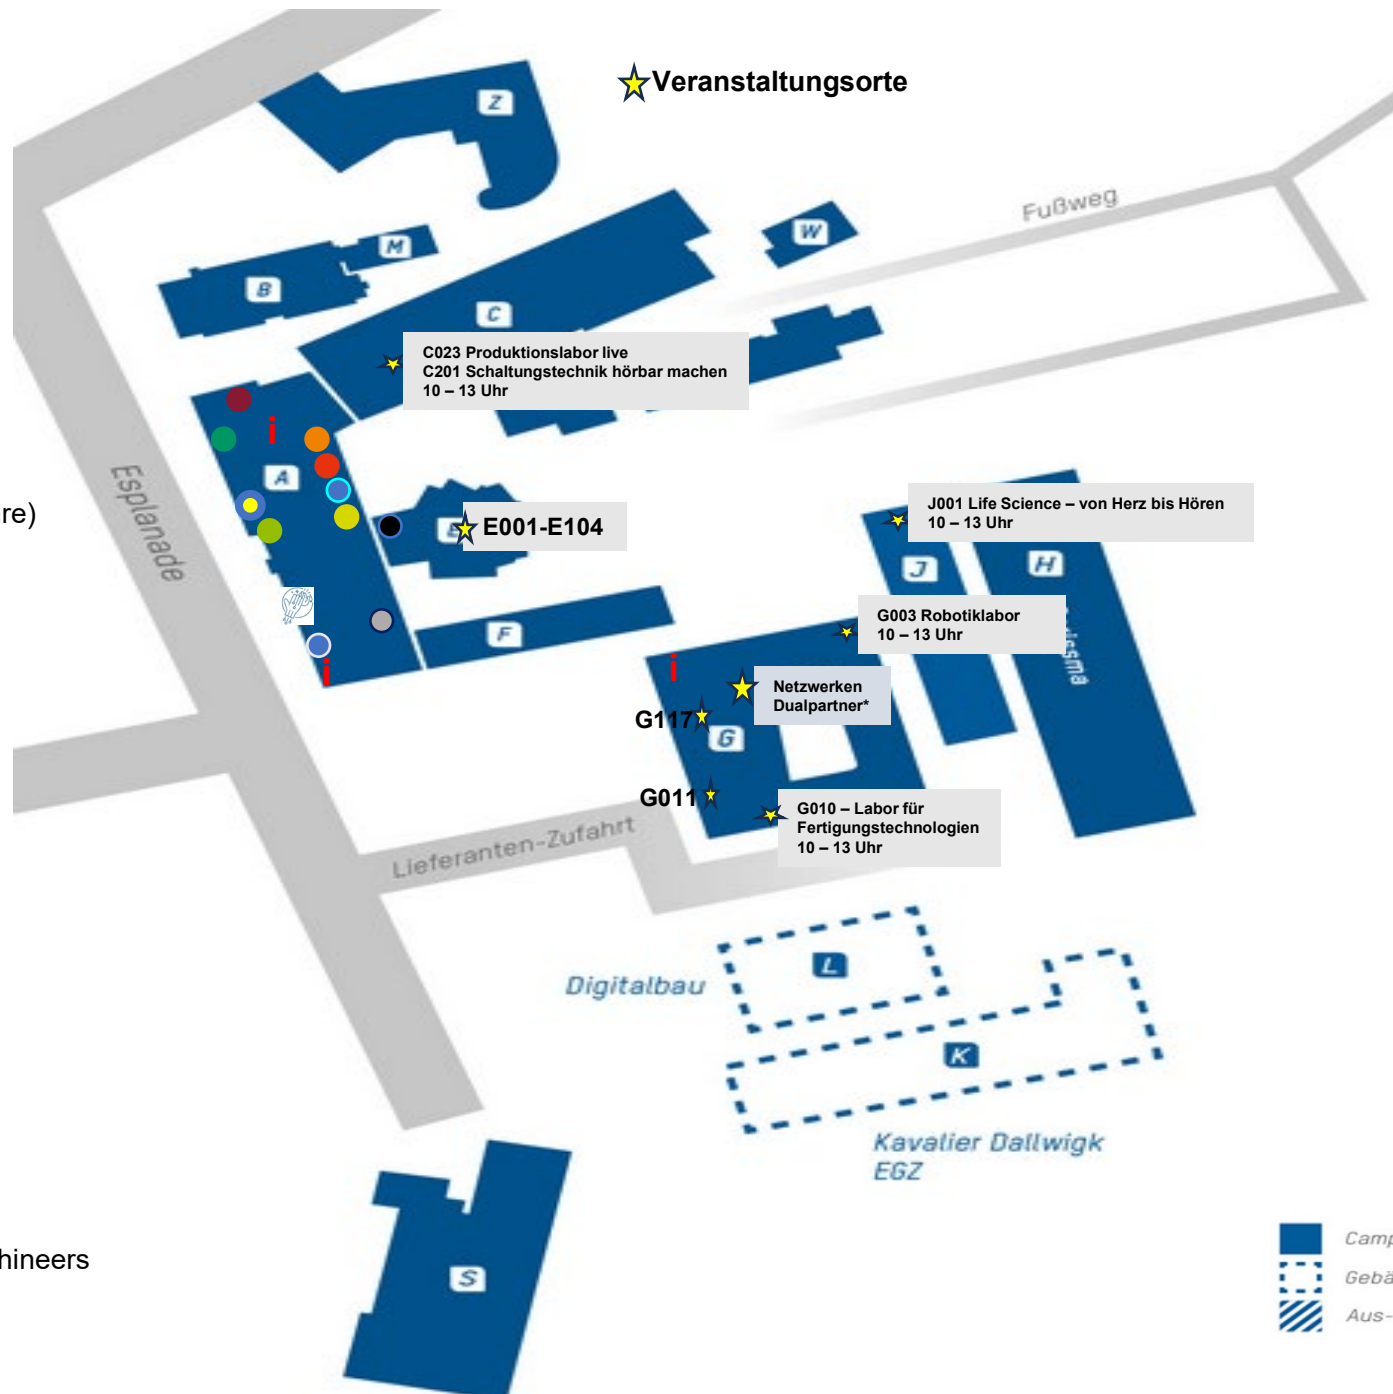 Veranstaltungsorte
Z
Fußweg
W
M
B
C
C023 Produktionslabor live
C201 Schaltungstechnik hörbar machen
10 – 13 Uhr
i
A
Esplanade
re)
E001-E104
J001 Life Science – von Herz bis Hören
10 – 13 Uhr
J
H
G003 Robotiklabor
10 – 13 Uhr
F
i
i
Netzwerken
Dualpartner*
G117
G
G011
G010 – Labor für
Fertigungstechnologien
10 – 13 Uhr
Lieferanten-Zufahrt
Digitalbau
L
K
Kavalier Dallwigk
EGZ
hineers
S
Camp
Gebä
Aus-